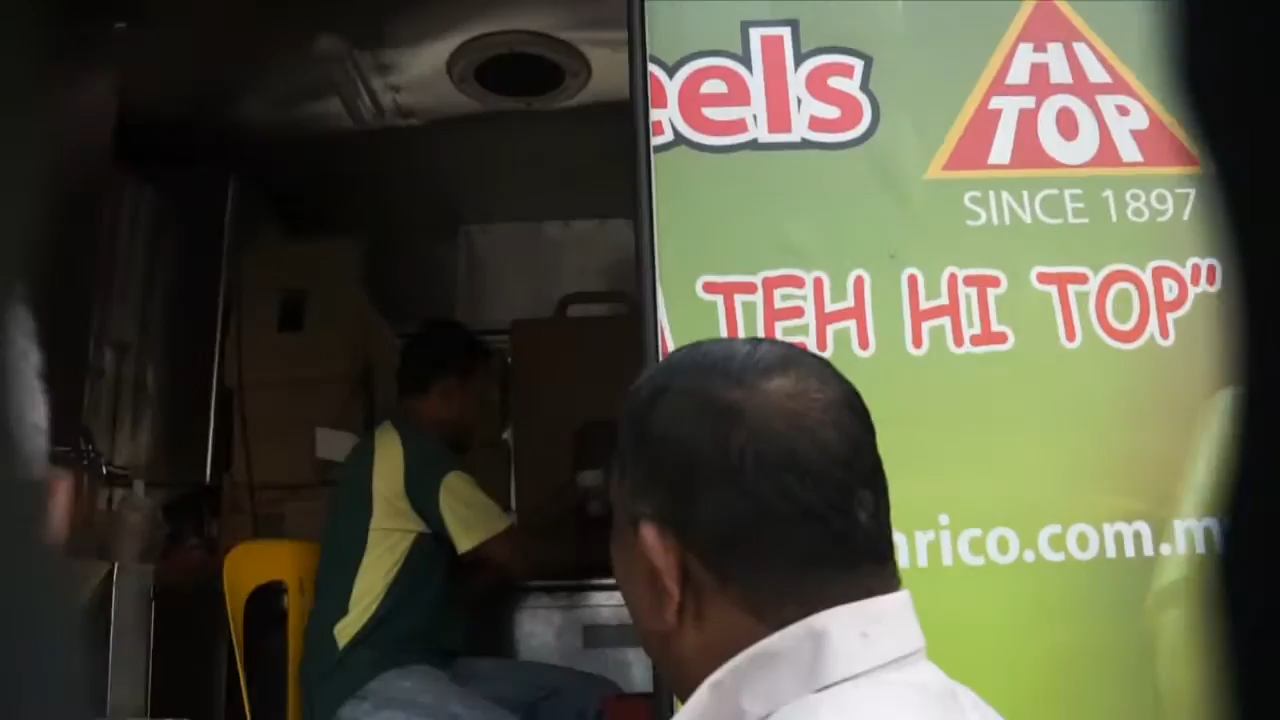 eels
HI
TOP
SINCE 1897
TEH HI TOP"
nrico.com.m